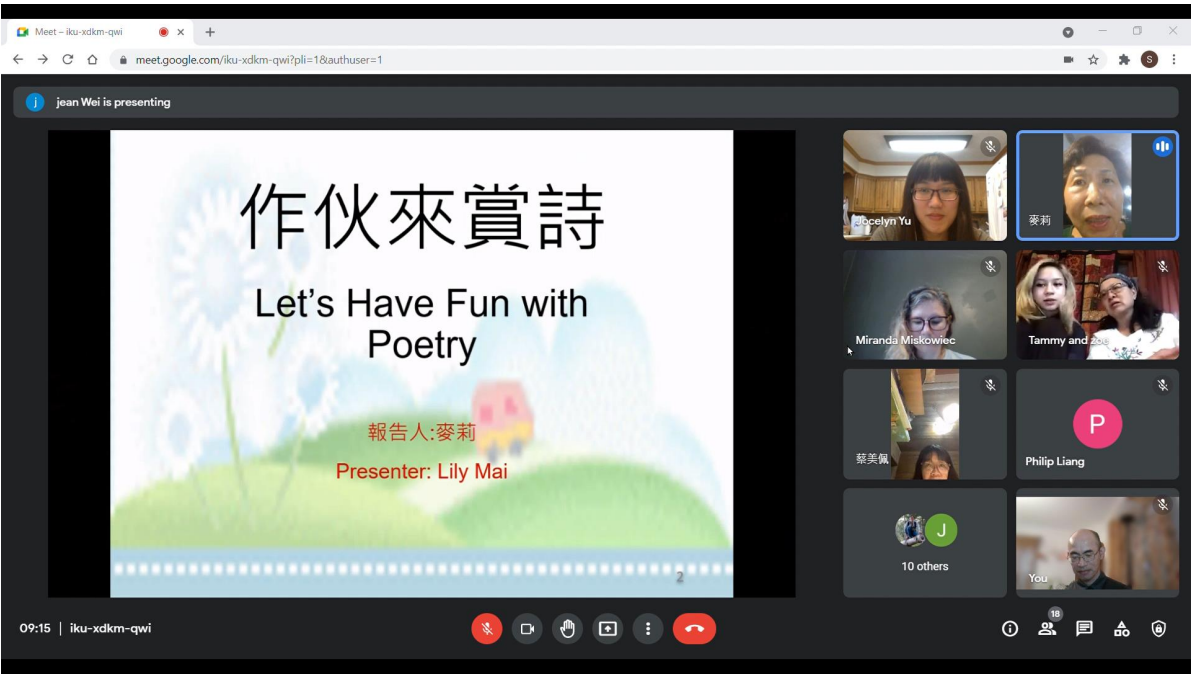 Meet – iku-xdkm-qwi
meet.google.com/iku-xdkm-qwi?pli=1&authuser=1
S
j
jean Wei is presenting
作伙來賞詩
Let's Have Fun with
Poetry
報告人:麥莉
Presenter: Lily Mai
2
Jocelyn Yu
麥莉
Miranda Miskowiec
Tammy and zoe
蔡美佩
P
Philip Liang
J
10 others
You
09:15 | iku-xdkm-qwi
18